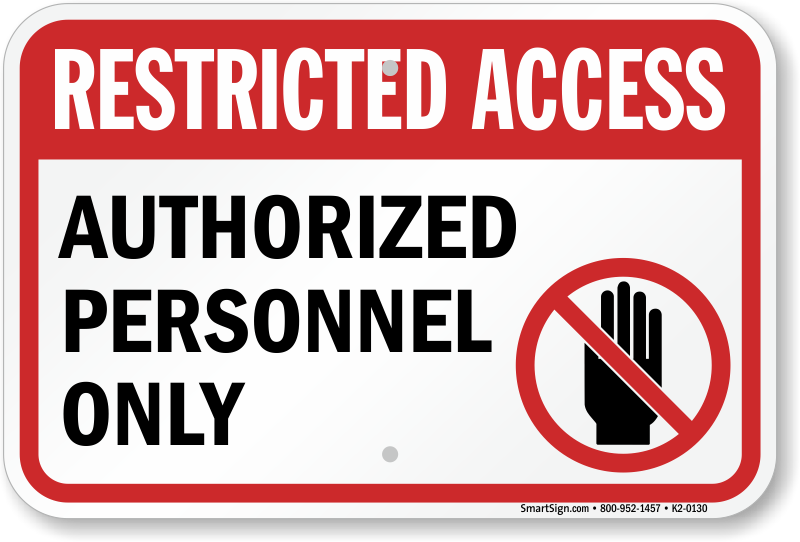 RESTRICTED ACCESS
AUTHORIZED
PERSONNEL
ONLY
SmartSign.com • 800-952-1457 • K2-0130